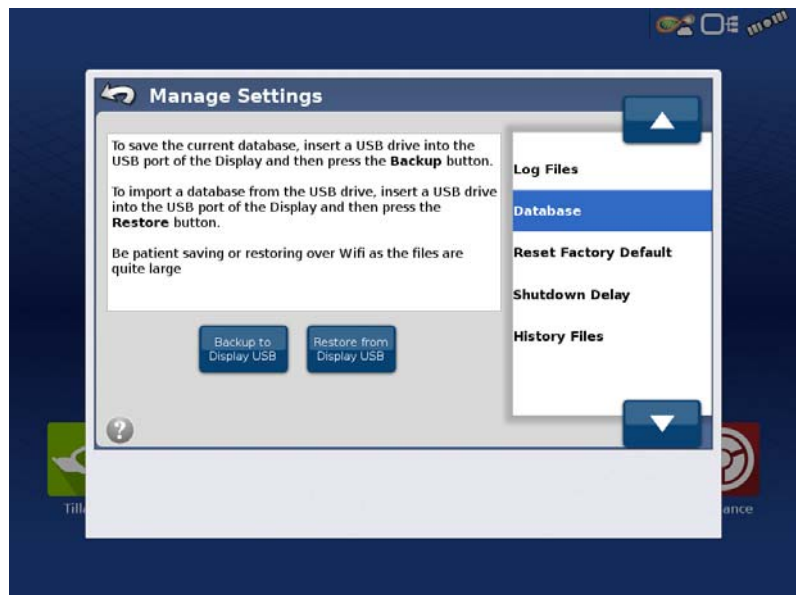 Manage Settings
To save the current database, insert a USB drive into the
USB port of the Display and then press the Backup button.
To import a database from the USB drive, insert a USB drive
into the USB port of the Display and then press the
Restore button.
Be patient saving or restoring over Wifi as the files are
quite large
Backup to
Display USB
Restore from
Display USB
Log Files
Database
Reset Factory Default
Shutdown Delay
History Files
?
Till
ance